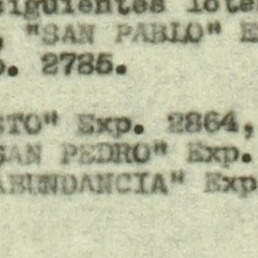 siguientes lote
, "SAN PABLO" E
o. 2785.
STO" Exp. 2864,
SAN PEDRO" Exp.
ABUNDANCIA" Exp